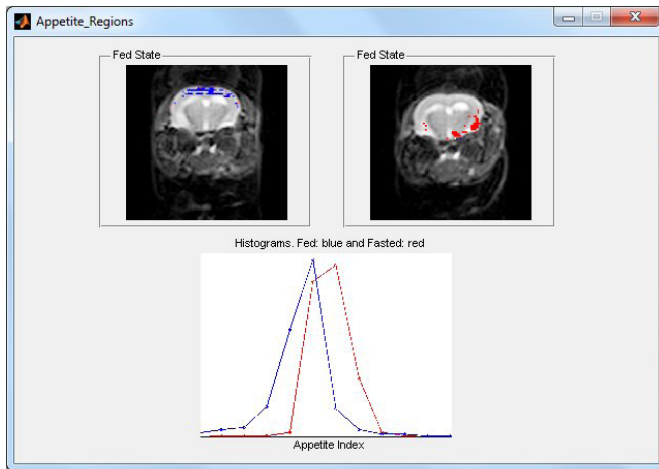 Appetite_Regions
Fed State
Fed State
Histograms. Fed: blue and Fasted: red
Appetite Index